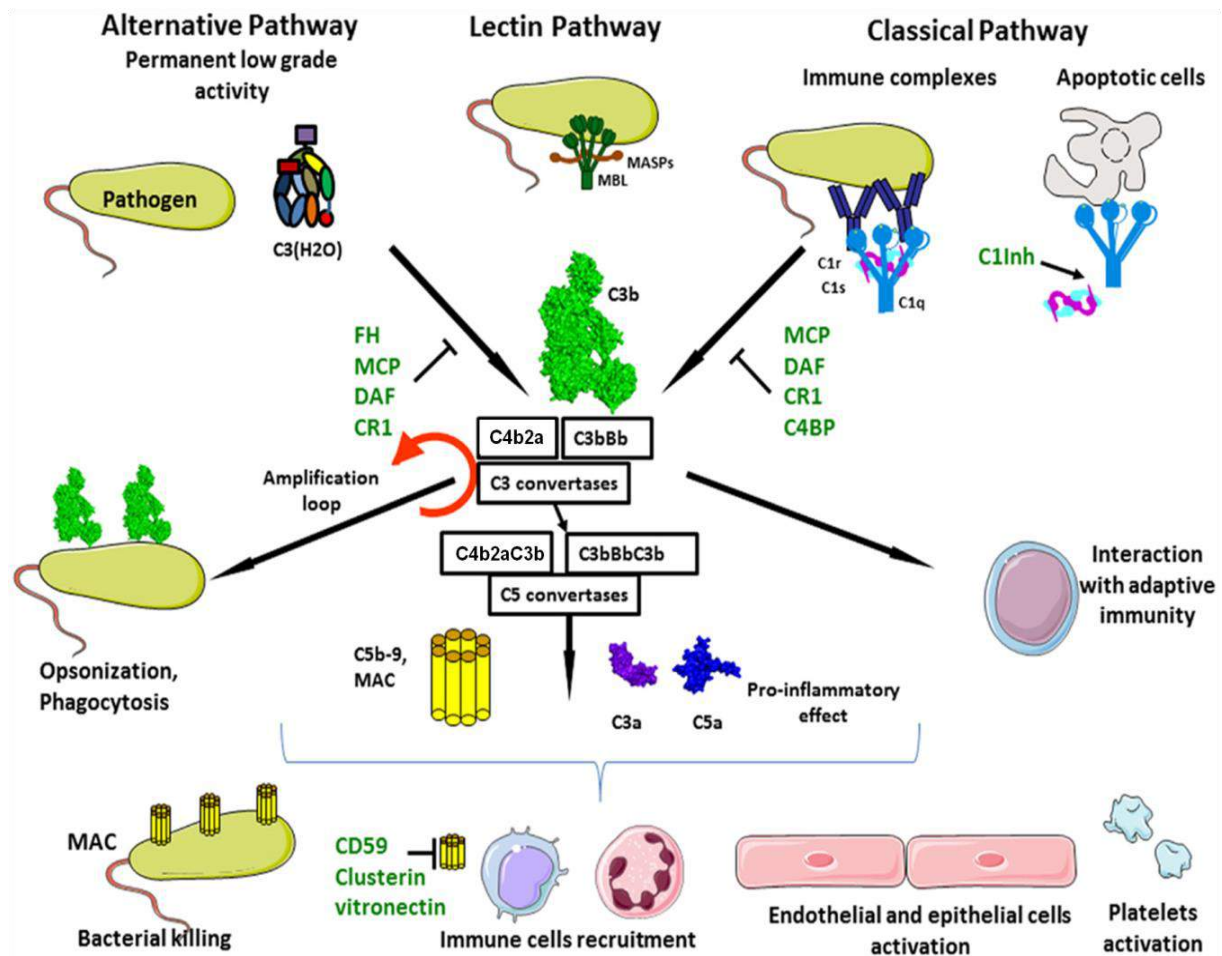 Alternative Pathway
Permanent low grade
activity
Pathogen
C3(H2O)
Lectin Pathway
MASPs
MBL
Classical Pathway
Immune complexes
Apoptotic cells
C1r
C1s
C1q
C1Inh
C3b
FH
MCP
DAF
CR1
MCP
DAF
CR1
C4BP
C4b2a
C3bBb
C3 convertases
Amplification
loop
C4b2aC3b
C3bBbC3b
C5 convertases
Opsonization,
Phagocytosis
Interaction
with adaptive
immunity
C5b-9,
MAC
C3a
C5a
Pro-inflammatory
effect
MAC
Bacterial killing
CD59
Clusterin
vitronectin
Immune cells recruitment
Endothelial and epithelial cells
activation
Platelets
activation